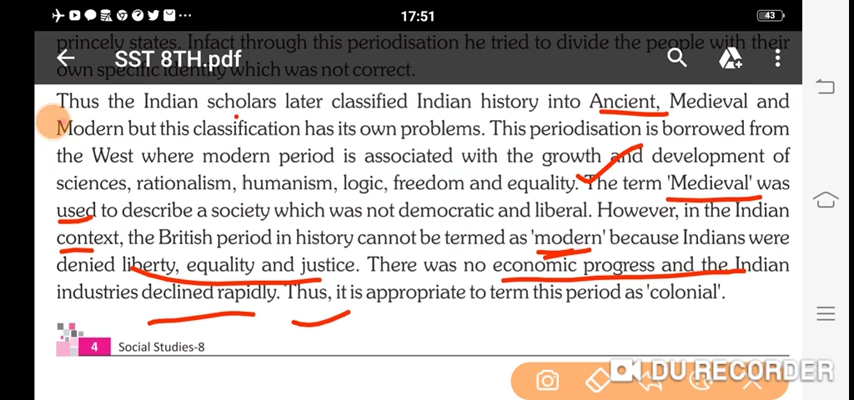 17:51
43
princely states. Infact through this periodisation he tried to divide the people with their
SST 8TH.pdf
own specific identity which was not correct.
Thus the Indian scholars later classified Indian history into Ancient, Medieval and
Modern but this classification has its own problems. This periodisation is borrowed from
the West where modern period is associated with the growth and development of
sciences, rationalism, humanism, logic, freedom and equality. The term 'Medieval' was
used to describe a society which was not democratic and liberal. However, in the Indian
context, the British period in history cannot be termed as 'modern' because Indians were
denied liberty, equality and justice. There was no economic progress and the Indian
industries declined rapidly. Thus, it is appropriate to term this period as 'colonial'.
4 Social Studies-8
DU RECORDER